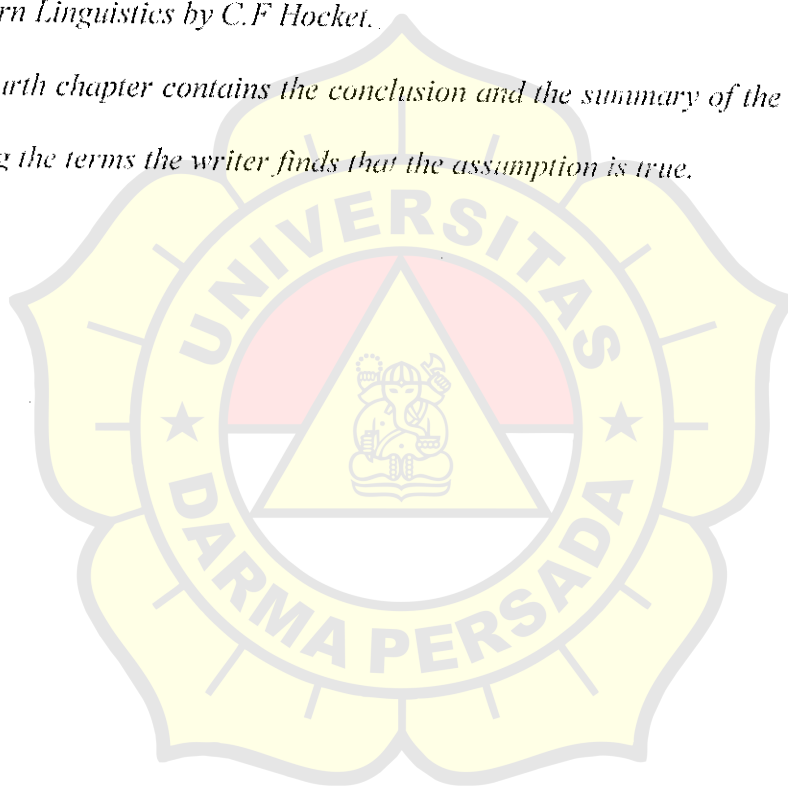 rn Linguistics by C.F Hocket.
urth chapter contains the conclusion and the summary of the
g the terms the writer finds that the assumption is true.
UNIVERSITAS
DARMA PERSADA